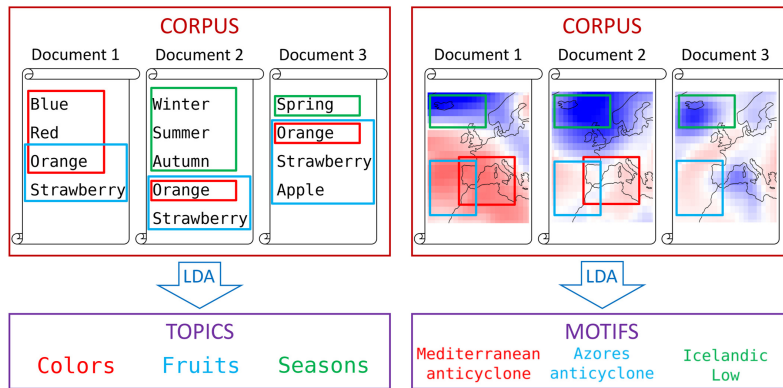 CORPUS
Document 1
Document 2
Document 3
Blue
Red
Orange
Strawberry
Winter
Summer
Autumn
Orange
Strawberry
Spring
Orange
Strawberry
Apple
LDA
TOPICS
Colors
Fruits
Seasons
CORPUS
Document 1
Document 2
Document 3
LDA
MOTIFS
Mediterranean
anticyclone
Azores
anticyclone
Icelandic
Low